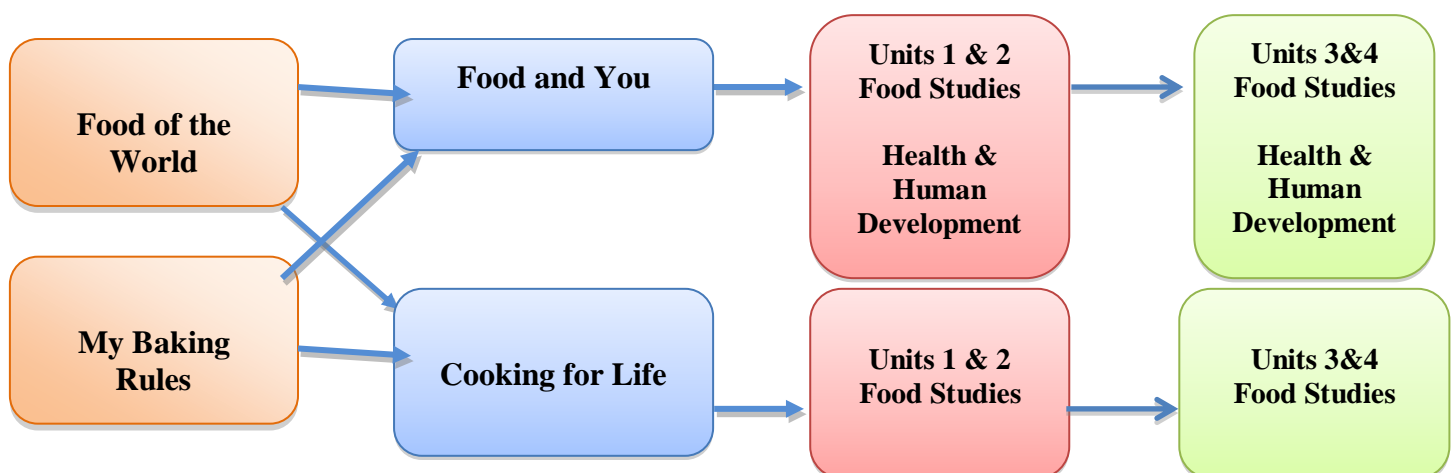 Food of the
World
My Baking
Rules
Food and You
Cooking for Life
Units 1 & 2
Food Studies
Health &
Human
Development
Units 1 & 2
Food Studies
Units 3&4
Food Studies
Health &
Human
Development
Units 3&4
Food Studies